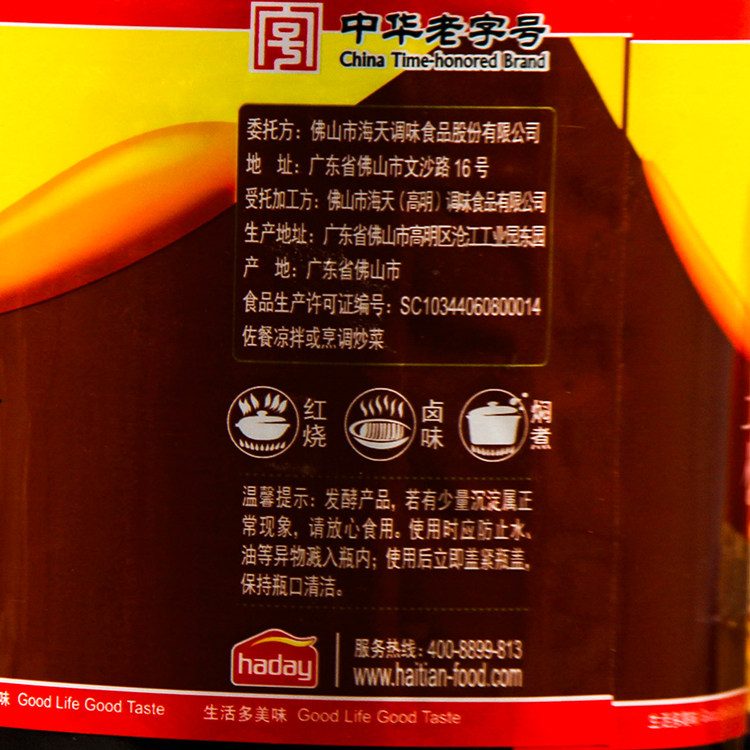 中华老字号
China Time-honored Brand
委托方：佛山市海天调味食品股份有限公司
地 址：广东省佛山市文沙路16号
受托加工方：佛山市海天（高明）调味食品有限公司
生产地址：广东省佛山市高明区沧江工业园东园
产 地：广东省佛山市
食品生产许可证编号：SC10344060800014
佐餐凉拌或烹调炒菜
红烧
卤味
焖煮
温馨提示：发酵产品，若有少量沉淀属正
常现象，请放心食用。使用时应防止水、
油等异物溅入瓶内；使用后立即盖紧瓶盖，
保持瓶口清洁。
haday
服务热线：400-8899-813
www.haitian-food.com
味 Good Life Good Taste
生活多美味 Good Life Good Taste
生活多美味